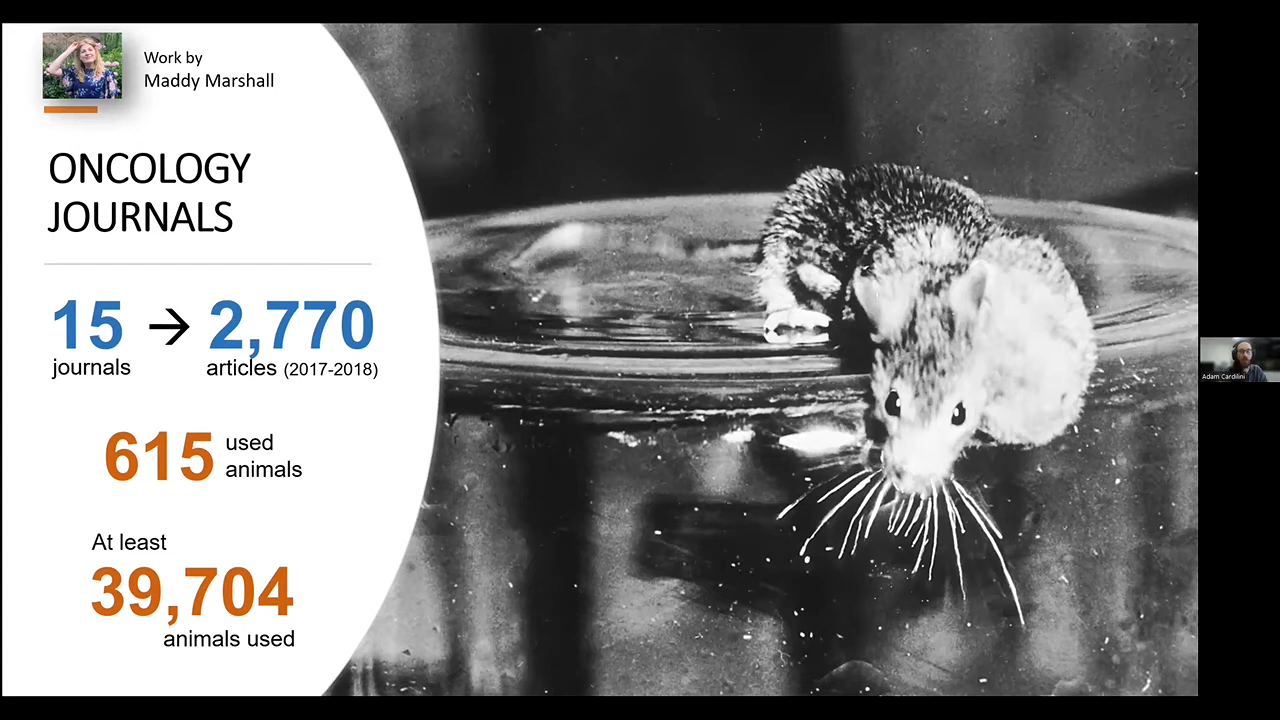 Work by
Maddy Marshall
ONCOLOGY
JOURNALS
15 → 2,770
journals
articles (2017-2018)
615 used
animals
At least
39,704
animals used
Adam Cardilini